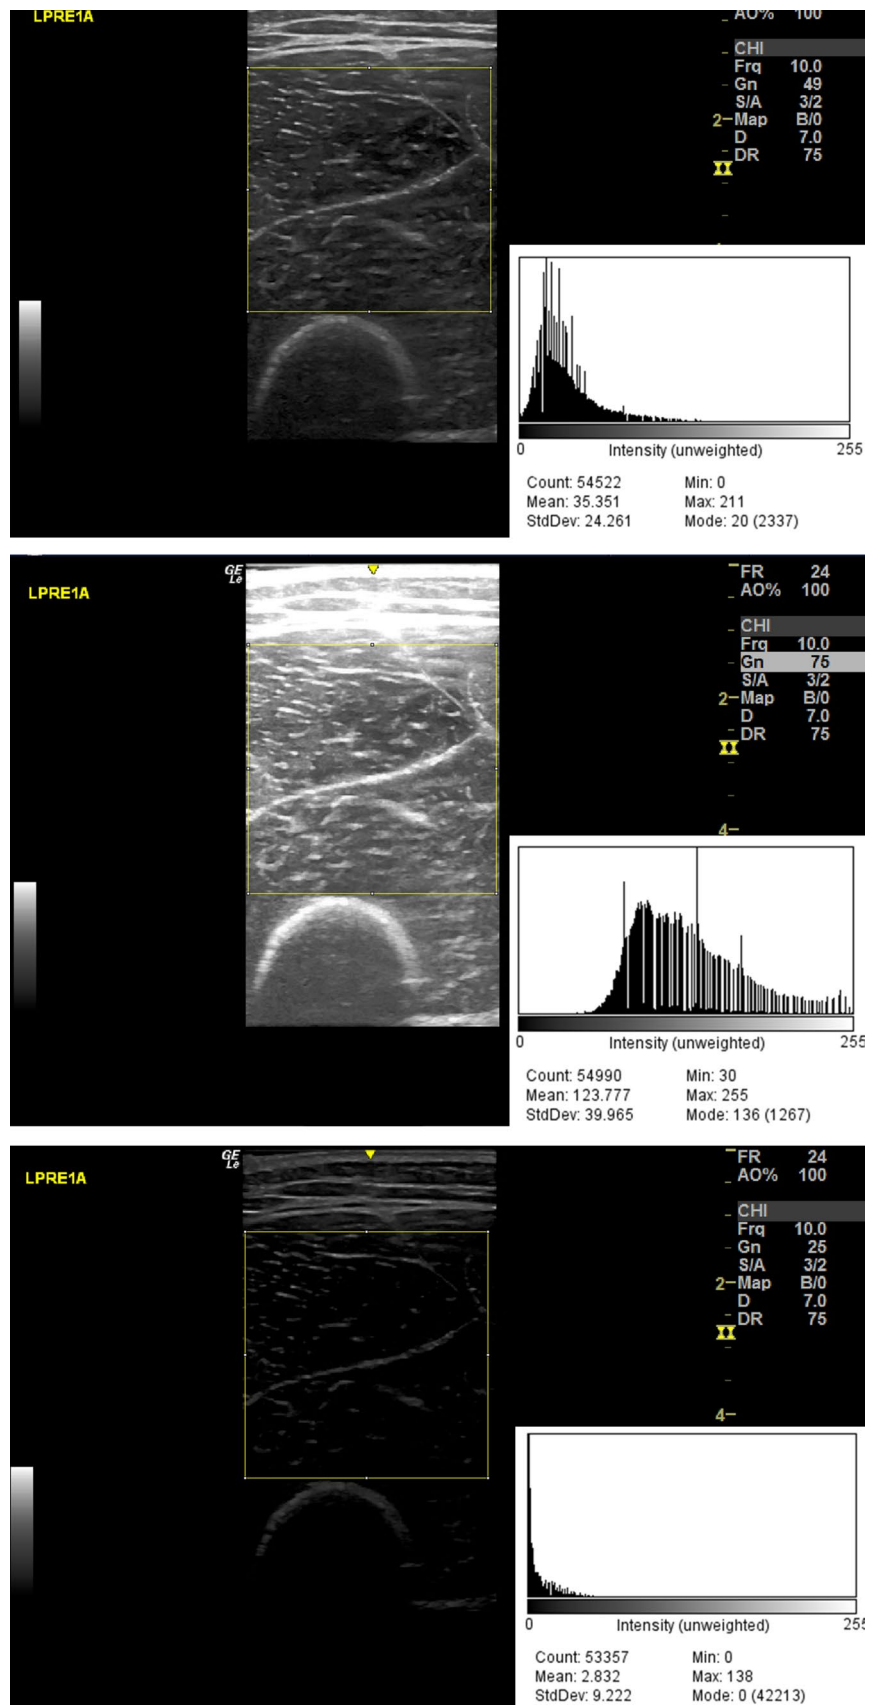 LPRE1A
AO% 100
CHI
Frq 10.0
Gn 49
S/A 3/2
2 Map B/0
D 7.0
DR 75
0 Intensity (unweighted) 255
Count: 54522 Min: 0
Mean: 35.351 Max: 211
StdDev: 24.261 Mode: 20 (2337)
GE
Le
LPRE1A
FR 24
AO% 100
CHI
Frq 10.0
Gn 75
S/A 3/2
2 Map B/0
D 7.0
DR 75
4
0 Intensity (unweighted) 255
Count: 54990 Min: 30
Mean: 123.777 Max: 255
StdDev: 39.965 Mode: 136 (1267)
GE
Le
LPRE1A
FR 24
AO% 100
CHI
Frq 10.0
Gn 25
S/A 3/2
2 Map B/0
D 7.0
DR 75
4
0 Intensity (unweighted) 255
Count: 53357 Min: 0
Mean: 2.832 Max: 138
StdDev: 9.222 Mode: 0 (42213)